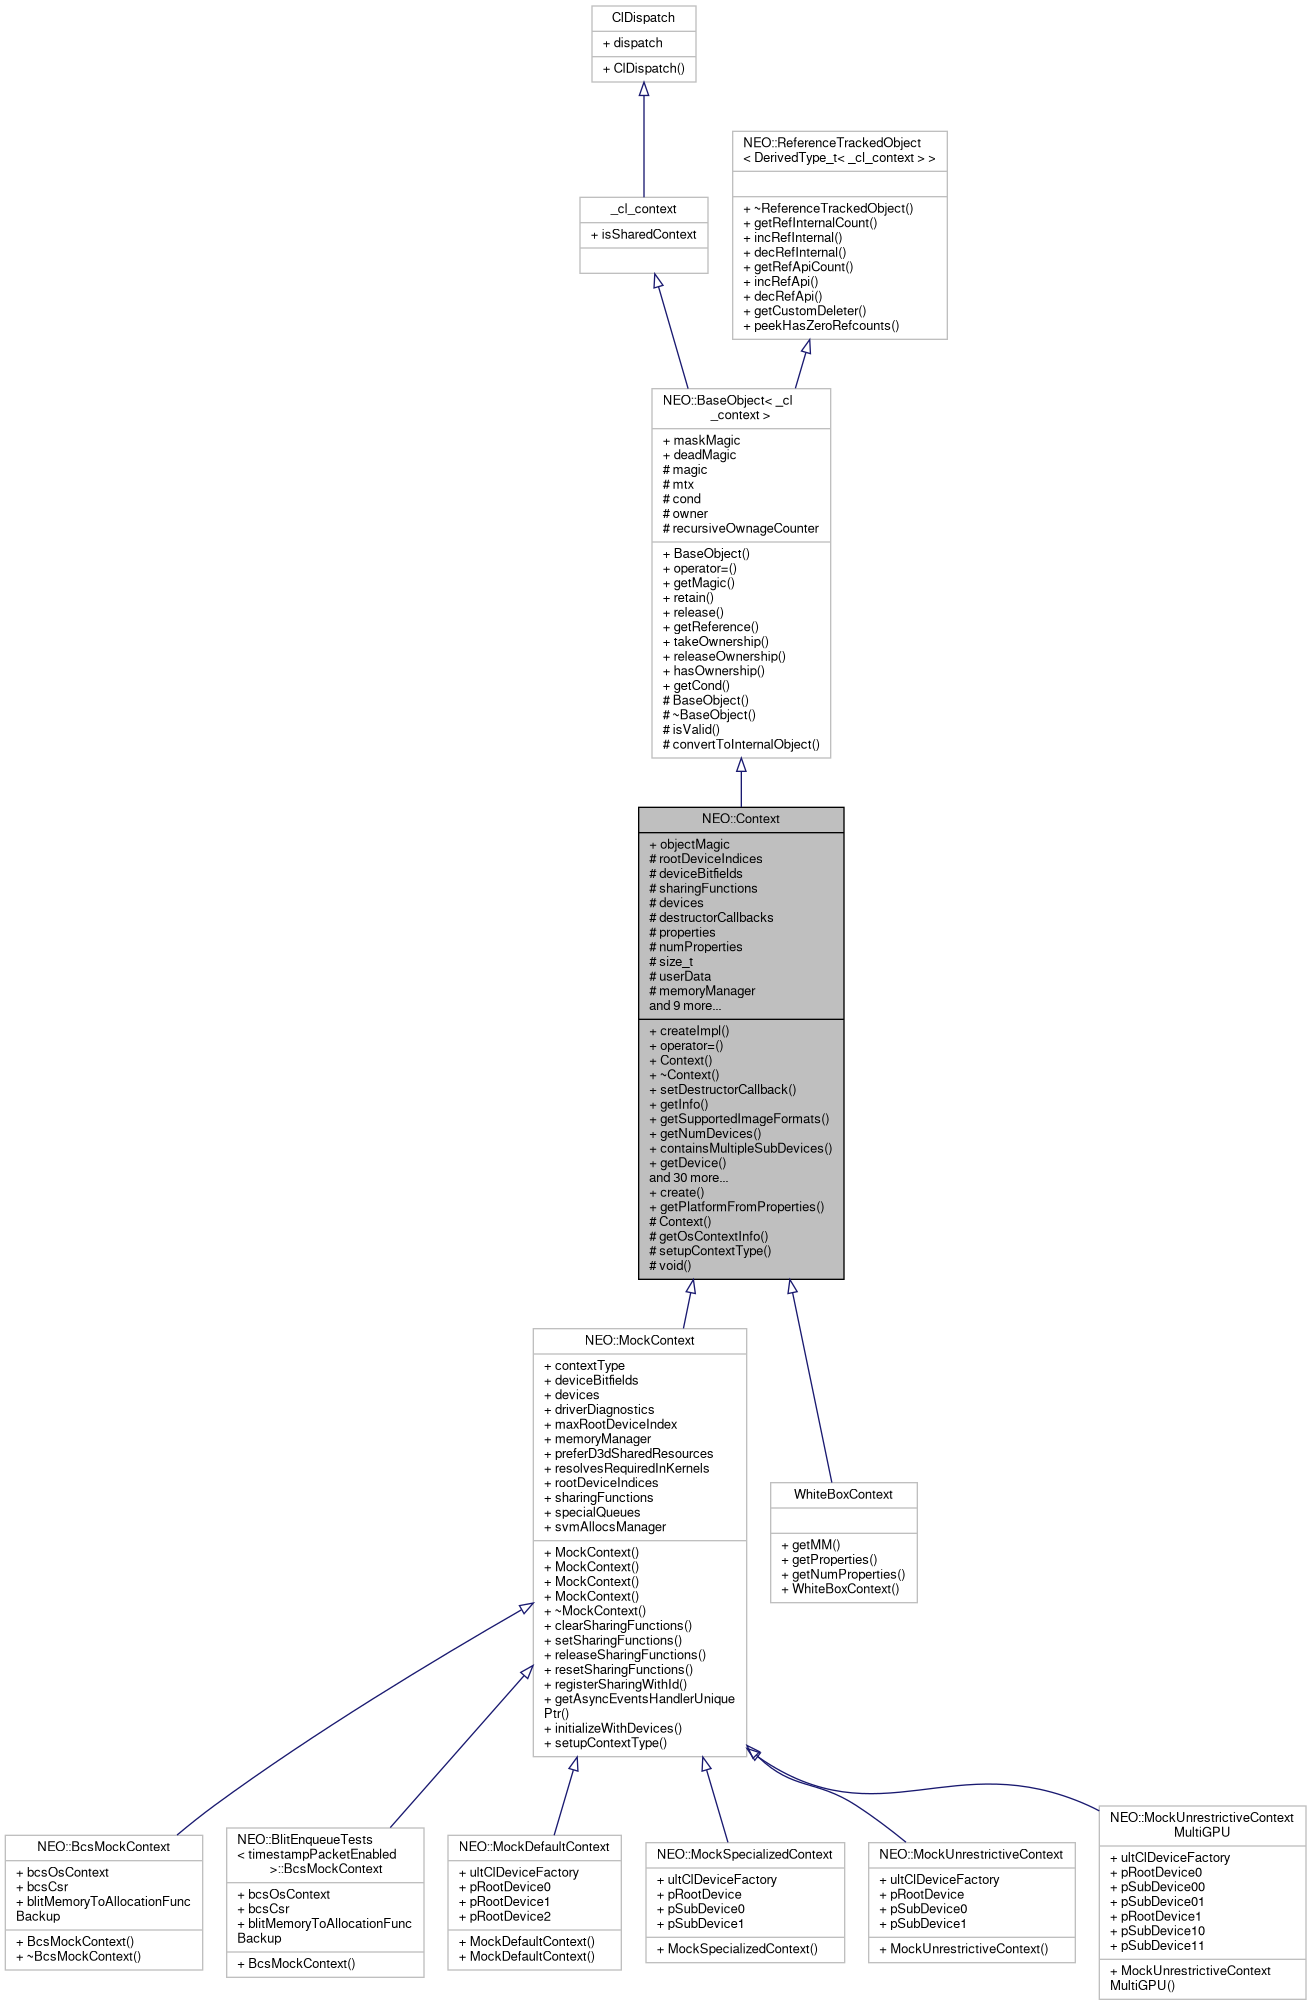 ClDispatch
+ dispatch
+ ClDispatch()
NEO::ReferenceTrackedObject
< DerivedType_t< _cl_context > >
+ ~ReferenceTrackedObject()
+ getRefInternalCount()
+ incRefInternal()
+ decRefInternal()
+ getRefApiCount()
+ incRefApi()
+ decRefApi()
+ getCustomDeleter()
+ peekHasZeroRefcounts()
_cl_context
+ isSharedContext
NEO::BaseObject< _cl
_context >
+ maskMagic
+ deadMagic
# magic
# mtx
# cond
# owner
# recursiveOwnageCounter
+ BaseObject()
+ operator=()
+ getMagic()
+ retain()
+ release()
+ getReference()
+ takeOwnership()
+ releaseOwnership()
+ hasOwnership()
+ getCond()
# BaseObject()
# ~BaseObject()
# isValid()
# convertToInternalObject()
NEO::Context
+ objectMagic
# rootDeviceIndices
# deviceBitfields
# sharingFunctions
# devices
# destructorCallbacks
# properties
# numProperties
# size_t
# userData
# memoryManager
and 9 more...
+ createImpl()
+ operator=()
+ Context()
+ ~Context()
+ setDestructorCallback()
+ getInfo()
+ getSupportedImageFormats()
+ getNumDevices()
+ containsMultipleSubDevices()
+ getDevice()
and 30 more...
+ create()
+ getPlatformFromProperties()
# Context()
# getOsContextInfo()
# setupContextType()
# void()
NEO::MockContext
+ contextType
+ deviceBitfields
+ devices
+ driverDiagnostics
+ maxRootDeviceIndex
+ memoryManager
+ preferD3dSharedResources
+ resolvesRequiredInKernels
+ rootDeviceIndices
+ sharingFunctions
+ specialQueues
+ svmAllocsManager
+ MockContext()
+ MockContext()
+ MockContext()
+ MockContext()
+ ~MockContext()
+ clearSharingFunctions()
+ setSharingFunctions()
+ releaseSharingFunctions()
+ resetSharingFunctions()
+ registerSharingWithId()
+ getAsyncEventsHandlerUnique
Ptr()
+ initializeWithDevices()
+ setupContextType()
WhiteBoxContext
+ getMM()
+ getProperties()
+ getNumProperties()
+ WhiteBoxContext()
NEO::BcsMockContext
+ bcsOsContext
+ bcsCsr
+ blitMemoryToAllocationFunc
Backup
+ BcsMockContext()
+ ~BcsMockContext()
NEO::BlitEnqueueTests
< timestampPacketEnabled
>::BcsMockContext
+ bcsOsContext
+ bcsCsr
+ blitMemoryToAllocationFunc
Backup
+ BcsMockContext()
NEO::MockDefaultContext
+ ultClDeviceFactory
+ pRootDevice0
+ pRootDevice1
+ pRootDevice2
+ MockDefaultContext()
+ MockDefaultContext()
NEO::MockSpecializedContext
+ ultClDeviceFactory
+ pRootDevice
+ pSubDevice0
+ pSubDevice1
+ MockSpecializedContext()
NEO::MockUnrestrictiveContext
+ ultClDeviceFactory
+ pRootDevice
+ pSubDevice0
+ pSubDevice1
+ MockUnrestrictiveContext()
NEO::MockUnrestrictiveContext
MultiGPU
+ ultClDeviceFactory
+ pRootDevice0
+ pSubDevice00
+ pSubDevice01
+ pRootDevice1
+ pSubDevice10
+ pSubDevice11
+ MockUnrestrictiveContext
MultiGPU()